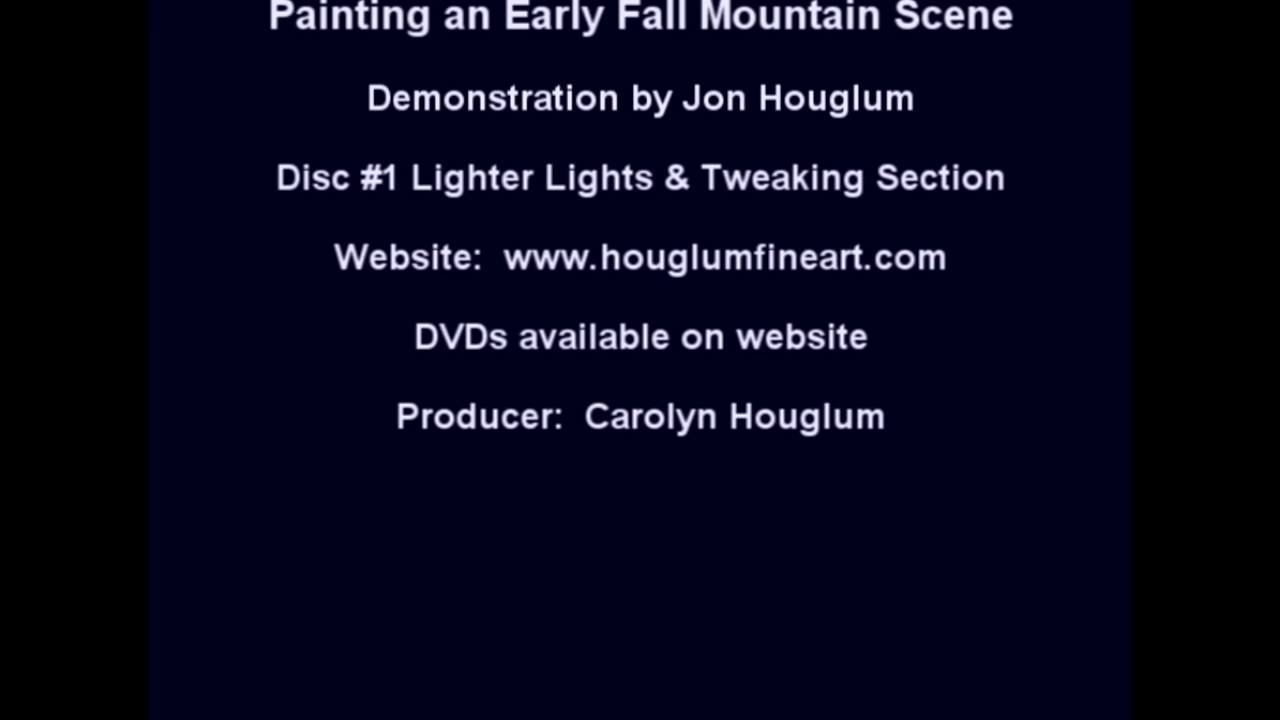 Painting an Early Fall Mountain Scene
Demonstration by Jon Houglum
Disc #1 Lighter Lights & Tweaking Section
Website:  www.houglumfineart.com
DVDs available on website
Producer:  Carolyn Houglum